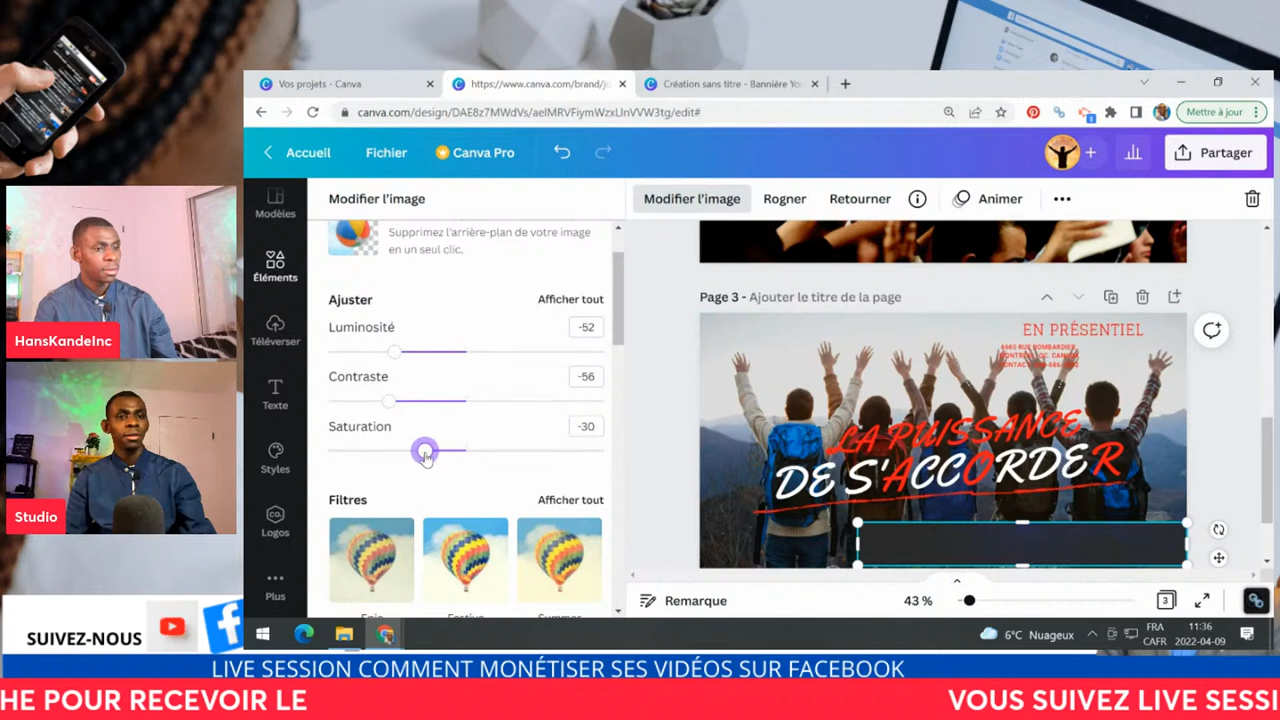 Vos projets - Canva
https://www.canva.com/brand/jo
Création sans titre - Bannière Yo
canva.com/design/DAE8z7MWdVs/aelMRVFiymWzxLlnVVW3tg/edit#
Mettre à jour
Accueil
Fichier
Canva Pro
Partager
Modèles
Éléments
Téléverser
Texte
Styles
Logos
Plus
Modifier l'image
Supprimez l'arrière-plan de votre image
en un seul clic.
Ajuster
Afficher tout
Luminosité
-52
Contraste
-56
Saturation
-30
Filtres
Afficher tout
Modifier l'image
Rogner
Retourner
Animer
Page 3 - Ajouter le titre de la page
EN PRÉSENTIEL
6665 RUE BOMBARDIER
LA PUISSANCE
DE S'ACCORDER
Remarque
43 %
3
6°C Nuageux
FRA
CAFR
11:36
2022-04-09
HansKandeInc
Studio
SUIVEZ-NOUS
LIVE SESSION COMMENT MONÉTISER SES VIDÉOS SUR FACEBOOK
HE POUR RECEVOIR LE
VOUS SUIVEZ LIVE SESSI